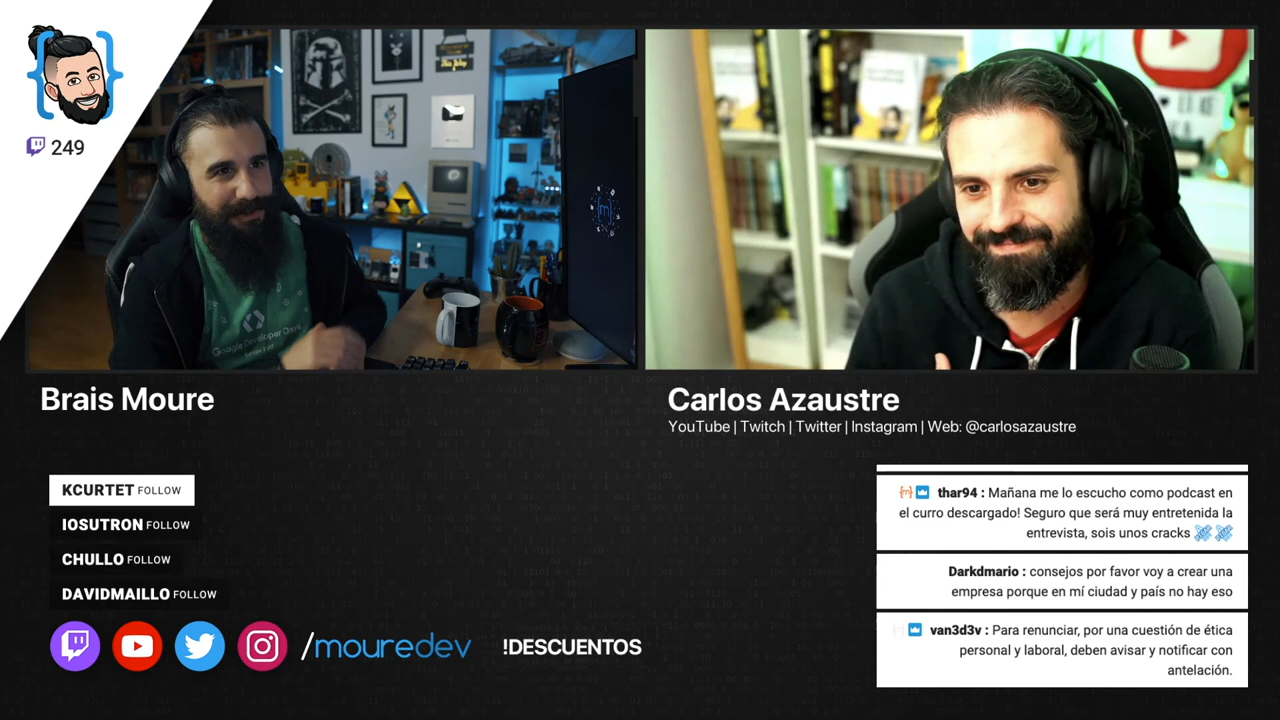 249
Google Developer Days
Brais Moure
Carlos Azaustre
YouTube | Twitch | Twitter | Instagram | Web: @carlosazaustre
KCURTET FOLLOW
IOSUTRON FOLLOW
CHULLO FOLLOW
DAVIDMAILLO FOLLOW
/mouredev
!DESCUENTOS
thar94 : Mañana me lo escucho como podcast en
el curro descargado! Seguro que será muy entretenida la
entrevista, sois unos cracks
Darkdmario : consejos por favor voy a crear una
empresa porque en mí ciudad y país no hay eso
van3d3v : Para renunciar, por una cuestión de ética
personal y laboral, deben avisar y notificar con
antelación.